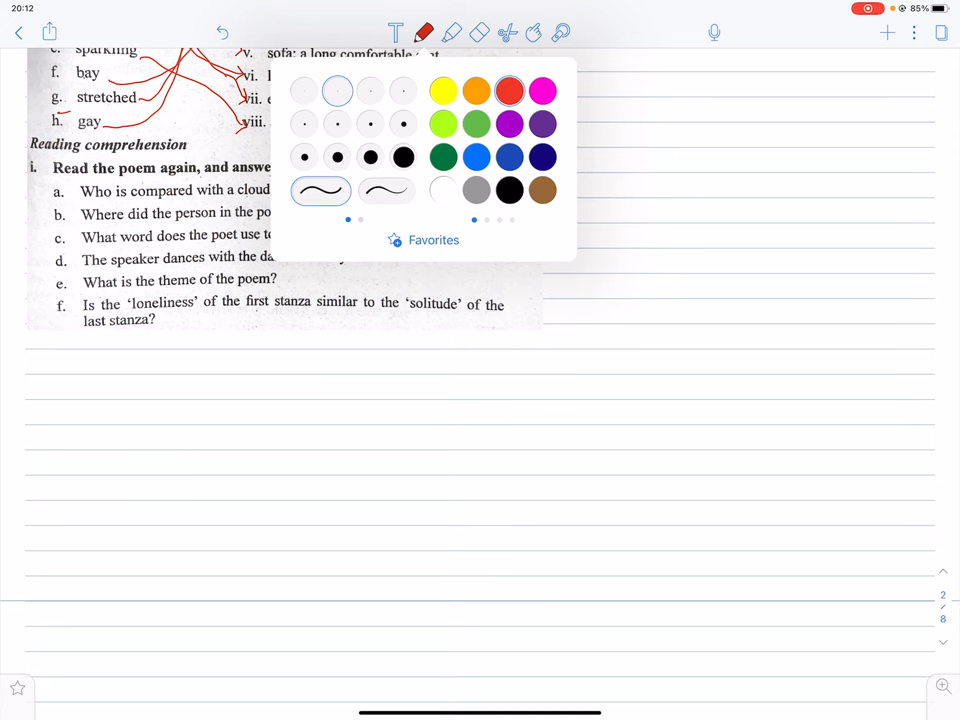 20:12
85%
T
e. sparkling v. sofa: a long comfortable
f. bay vi.
g. stretched vii.
h. gay viii.
Reading comprehension
i. Read the poem again, and answe
a. Who is compared with a cloud
b. Where did the person in the po
c. What word does the poet use to
d. The speaker dances with the da
e. What is the theme of the poem?
f. Is the ‘loneliness’ of the first stanza similar to the ‘solitude’ of the
last stanza?
Favorites
2
8